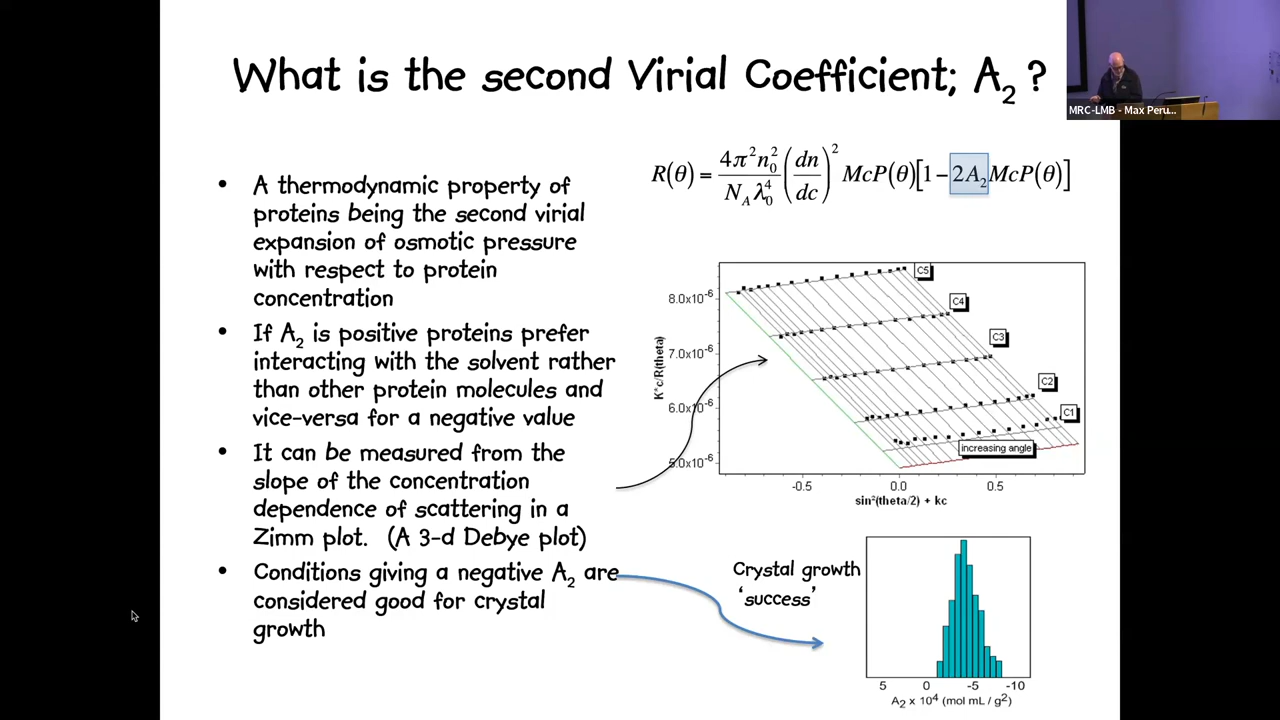 What is the second Virial Coefficient; A₂ ?
MRC-LMB - Max Peru...
R(θ) = \frac{4π²n₀²}{N_A λ₀⁴} (\frac{dn}{dc})² McP(θ)[1 − 2A₂McP(θ)]
• A thermodynamic property of
proteins being the second virial
expansion of osmotic pressure
with respect to protein
concentration
• If A₂ is positive proteins prefer
interacting with the solvent rather
than other protein molecules and
vice-versa for a negative value
• It can be measured from the
slope of the concentration
dependence of scattering in a
Zimm plot. (A 3-d Debye plot)
• Conditions giving a negative A₂ are
considered good for crystal
growth
K*c/R(theta)
8.0x10⁻⁶
7.0x10⁻⁶
6.0x10⁻⁶
5.0x10⁻⁶
C5
C4
C3
C2
C1
increasing angle
-0.5 0.0 0.5
sin²(theta/2) + kc
Crystal growth
‘success’
5 0 -5 -10
A₂ x 10⁴ (mol mL / g²)